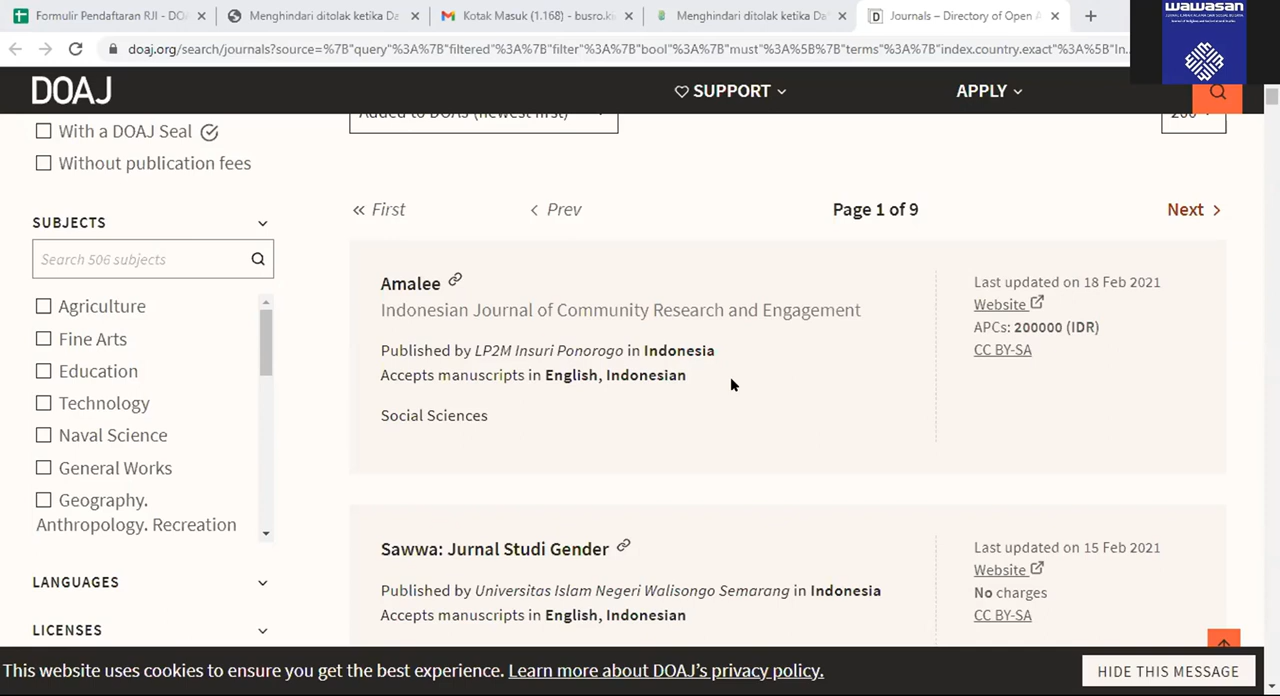 Formulir Pendaftaran RJI - DOA
Menghindari ditolak ketika Da
Kotak Masuk (1.168) - busro.ki
Menghindari ditolak ketika Da
Journals – Directory of Open A
doaj.org/search/journals?source=%7B"query"%3A%7B"filtered"%3A%7B"filter"%3A%7B"bool"%3A%7B"must"%3A%5B%7B"terms"%3A%7B"index.country.exact"%3A%5B"In...
wawasan
DOAJ
SUPPORT
APPLY
With a DOAJ Seal
Added to DOAJ (newest first)
200
Without publication fees
« First
‹ Prev
Page 1 of 9
Next ›
SUBJECTS
Search 506 subjects
Agriculture
Fine Arts
Education
Technology
Naval Science
General Works
Geography.
Anthropology. Recreation
LANGUAGES
LICENSES
Amalee
Indonesian Journal of Community Research and Engagement
Published by LP2M Insuri Ponorogo in Indonesia
Accepts manuscripts in English, Indonesian
Social Sciences
Last updated on 18 Feb 2021
Website
APCs: 200000 (IDR)
CC BY-SA
Sawwa: Jurnal Studi Gender
Published by Universitas Islam Negeri Walisongo Semarang in Indonesia
Accepts manuscripts in English, Indonesian
Last updated on 15 Feb 2021
Website
No charges
CC BY-SA
This website uses cookies to ensure you get the best experience. Learn more about DOAJ's privacy policy.
HIDE THIS MESSAGE